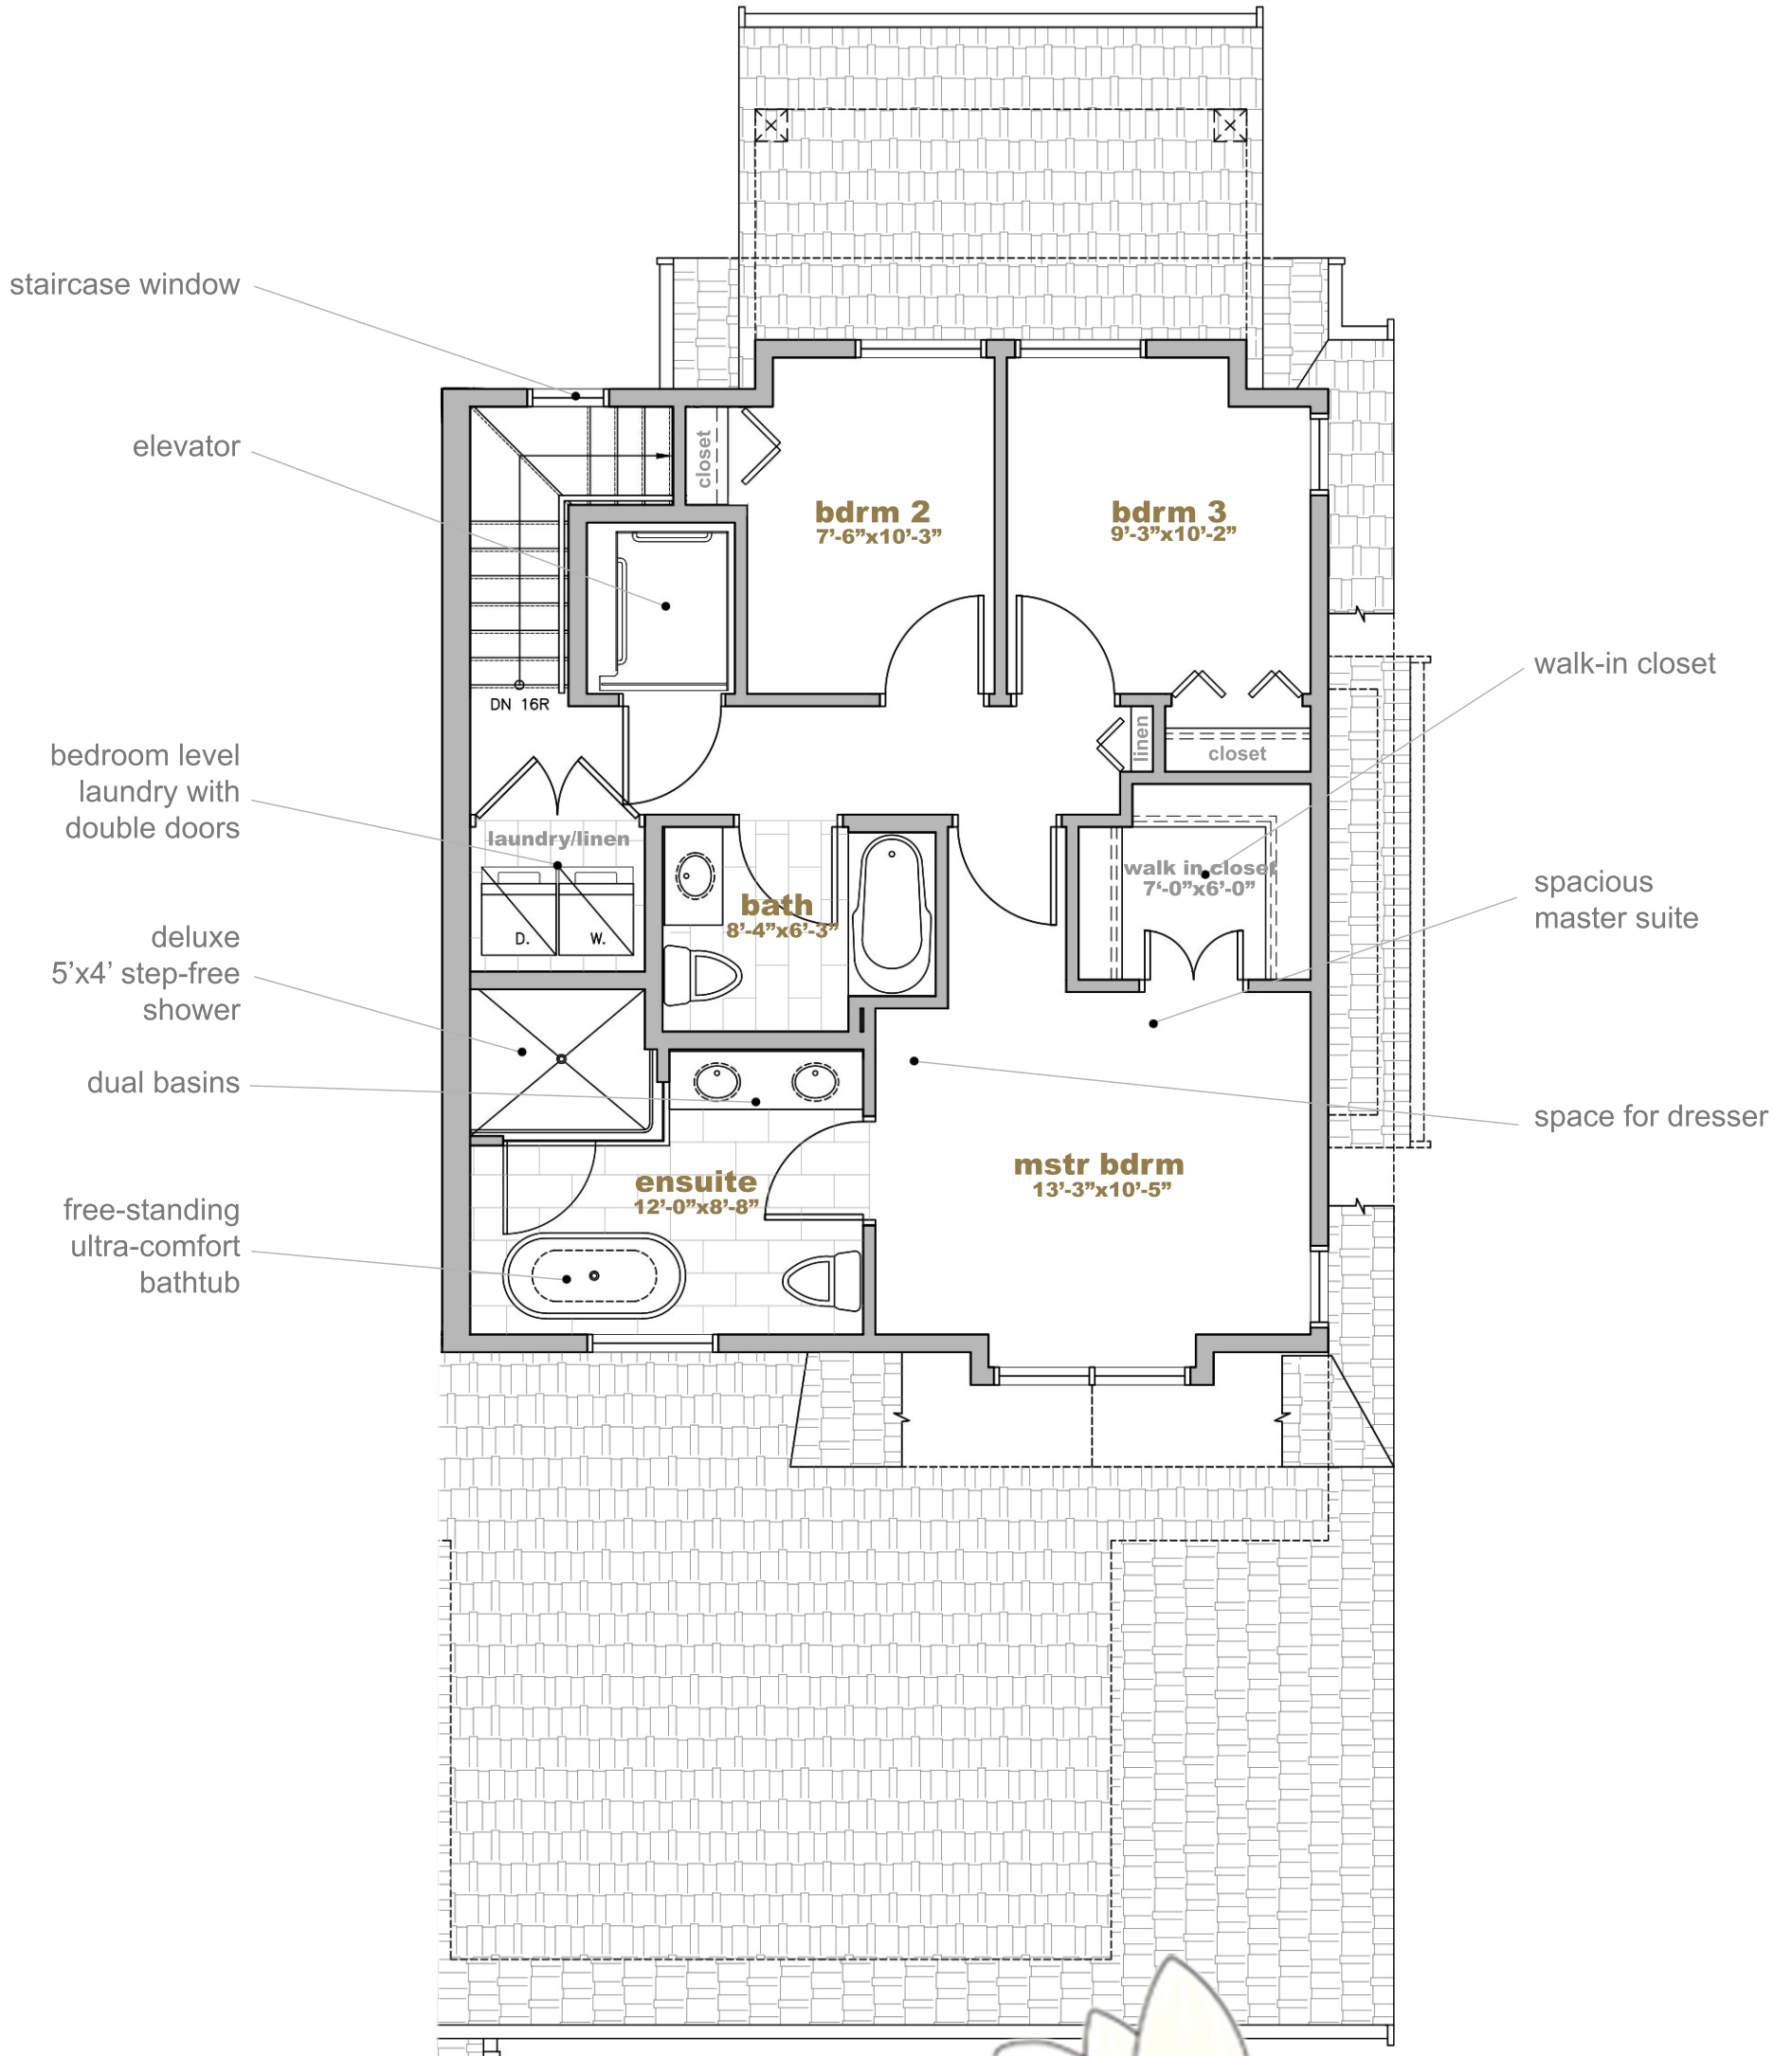 staircase window
elevator
closet
bdrm 2
7'-6”x10’-3”
bdrm 3
9’-3”x10’-2”
walk-in closet
DN 16R
linen
closet
bedroom level
laundry with
double doors
laundry/linen
D.
W.
bath
8’-4”x6’-3”
walk in closet
7‘-0”x6’-0”
spacious
master suite
deluxe
5’x4’ step-free
shower
dual basins
space for dresser
mstr bdrm
13’-3”x10’-5”
ensuite
12’-0”x8’-8”
free-standing
ultra-comfort
bathtub